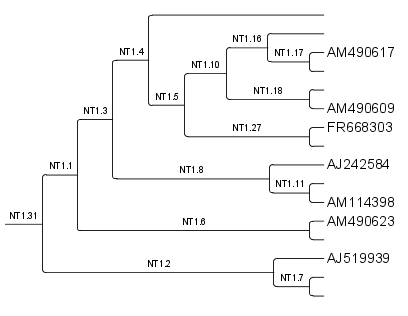 NT1.16
NT1.4
NT1.17
AM490617
NT1.10
NT1.18
NT1.5
AM490609
NT1.3
NT1.27
FR668303
NT1.1
NT1.8
AJ242584
NT1.11
AM114398
NT1.31
NT1.6
AM490623
NT1.2
AJ519939
NT1.7